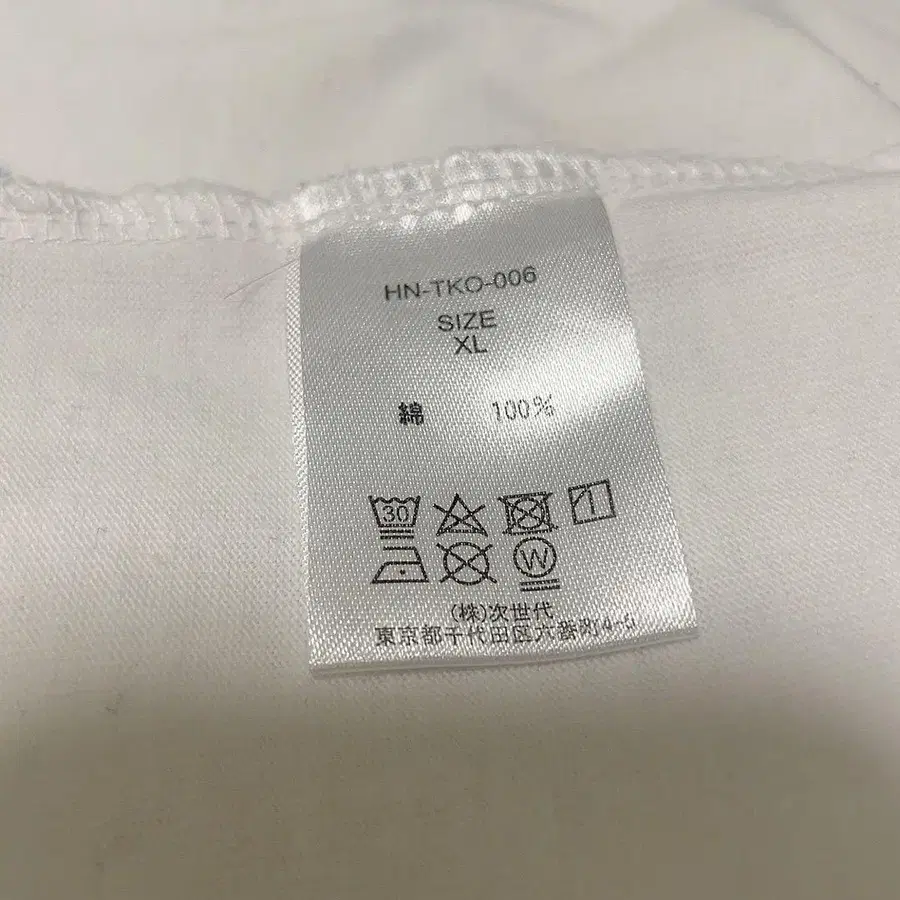 HN-TKO-006
SIZE
XL
綿 100%
30
W
(株)次世代
東京都千代田区六番町4-5